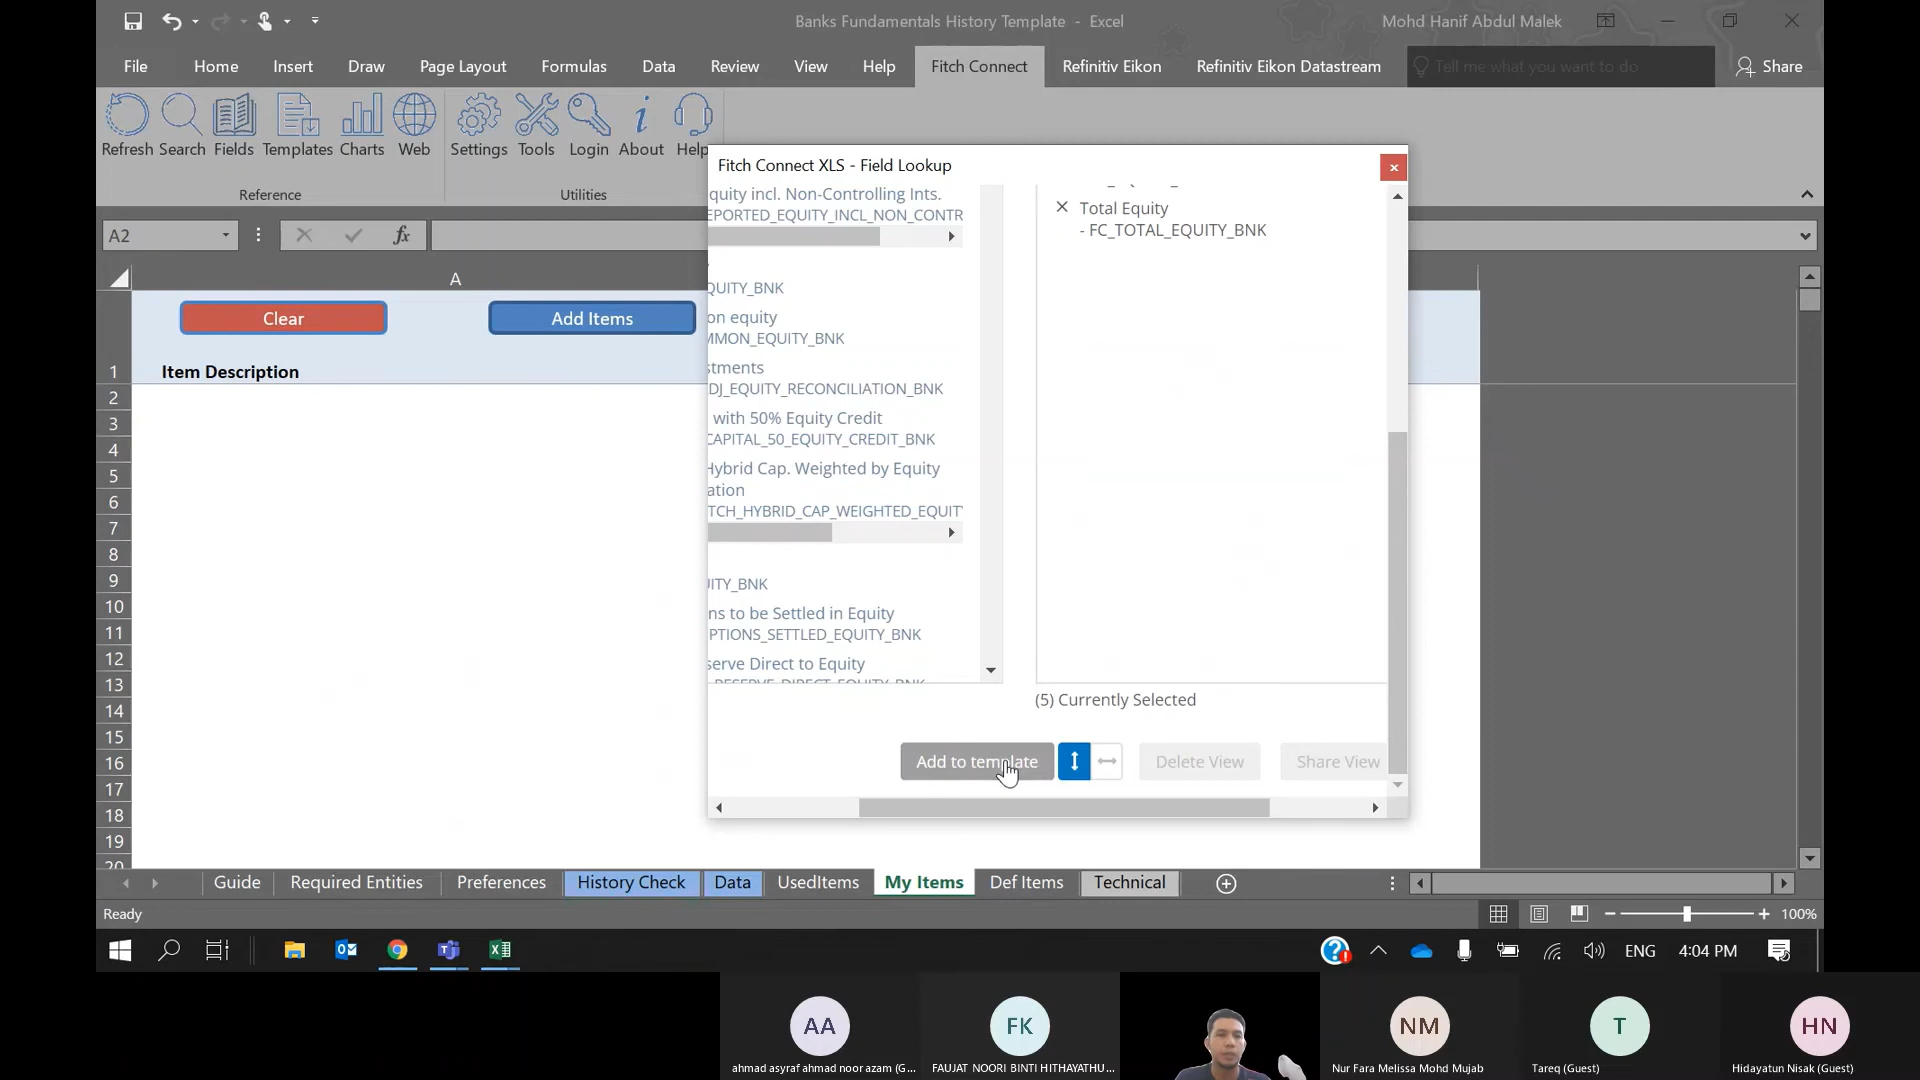 Banks Fundamentals History Template - Excel
Mohd Hanif Abdul Malek
File
Home
Insert
Draw
Page Layout
Formulas
Data
Review
View
Help
Fitch Connect
Refinitiv Eikon
Refinitiv Eikon Datastream
Tell me what you want to do
Share
Refresh
Search
Fields
Templates
Charts
Web
Settings
Tools
Login
About
Help
Reference
Utilities
Fitch Connect XLS - Field Lookup
A2
fx
A
Clear
Add Items
Item Description
1
2
3
4
5
6
7
8
9
10
11
12
13
14
15
16
17
18
19
20
quity incl. Non-Controlling Ints.
EPORTED_EQUITY_INCL_NON_CONTR
QUITY_BNK
on equity
MMON_EQUITY_BNK
stments
DJ_EQUITY_RECONCILIATION_BNK
with 50% Equity Credit
CAPITAL_50_EQUITY_CREDIT_BNK
Hybrid Cap. Weighted by Equity
ation
TCH_HYBRID_CAP_WEIGHTED_EQUIT
JITY_BNK
ns to be Settled in Equity
PTIONS_SETTLED_EQUITY_BNK
serve Direct to Equity
RESERVE_DIRECT_EQUITY_BNK
Total Equity
- FC_TOTAL_EQUITY_BNK
(5) Currently Selected
Add to template
Delete View
Share View
Guide
Required Entities
Preferences
History Check
Data
UsedItems
My Items
Def Items
Technical
Ready
100%
ENG
4:04 PM
AA
FK
NM
T
HN
ahmad asyraf ahmad noor azam (G...
FAUJAT NOORI BINTI HITHAYATHU...
Nur Fara Melissa Mohd Mujab
Tareq (Guest)
Hidayatun Nisak (Guest)